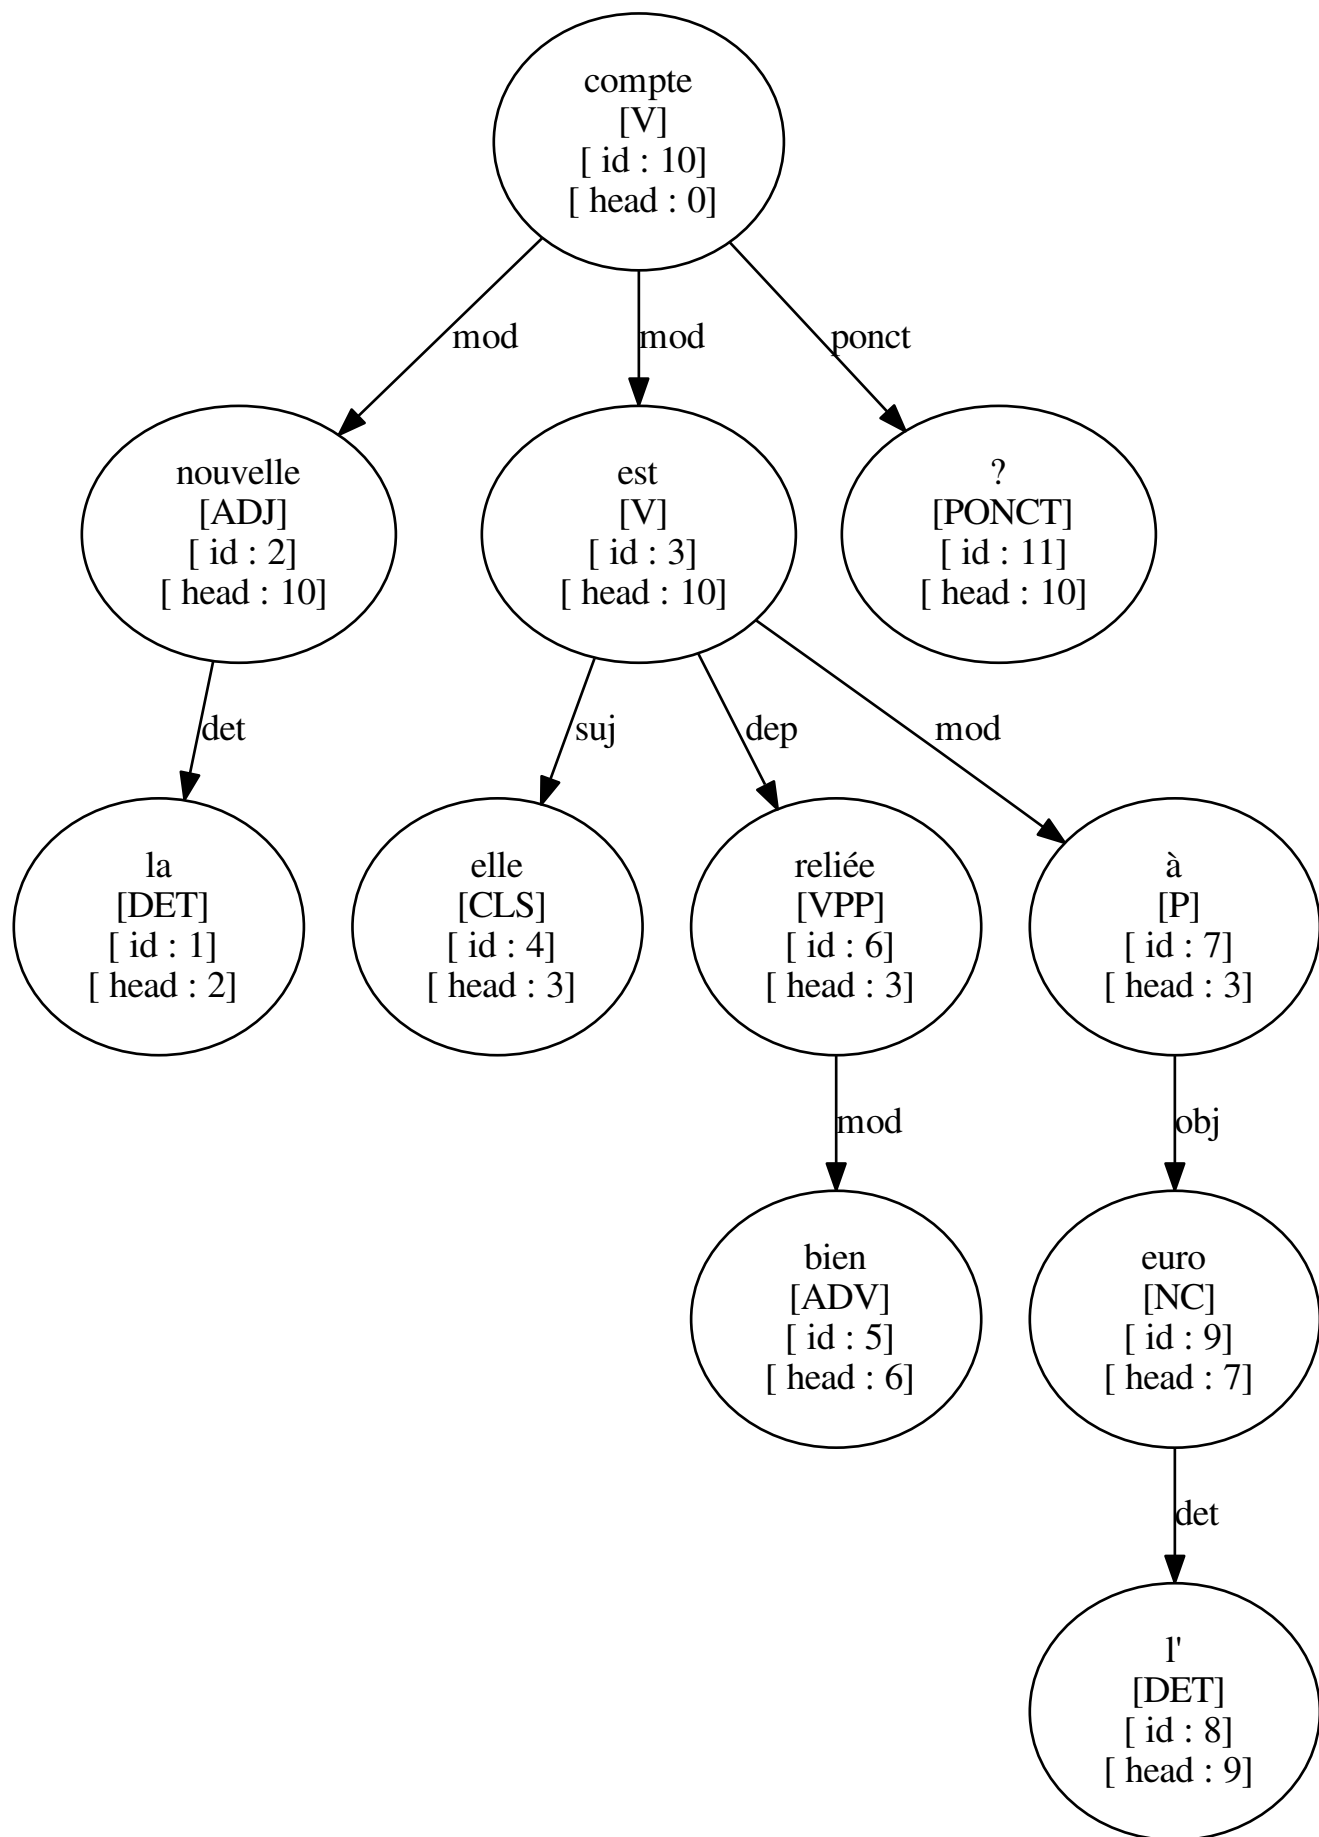 compte
[V]
[ id : 10]
[ head : 0]
mod
mod
ponct
nouvelle
[ADJ]
[ id : 2]
[ head : 10]
est
[V]
[ id : 3]
[ head : 10]
?
[PONCT]
[ id : 11]
[ head : 10]
det
suj
dep
mod
la
[DET]
[ id : 1]
[ head : 2]
elle
[CLS]
[ id : 4]
[ head : 3]
reliée
[VPP]
[ id : 6]
[ head : 3]
à
[P]
[ id : 7]
[ head : 3]
mod
obj
bien
[ADV]
[ id : 5]
[ head : 6]
euro
[NC]
[ id : 9]
[ head : 7]
det
l'
[DET]
[ id : 8]
[ head : 9]